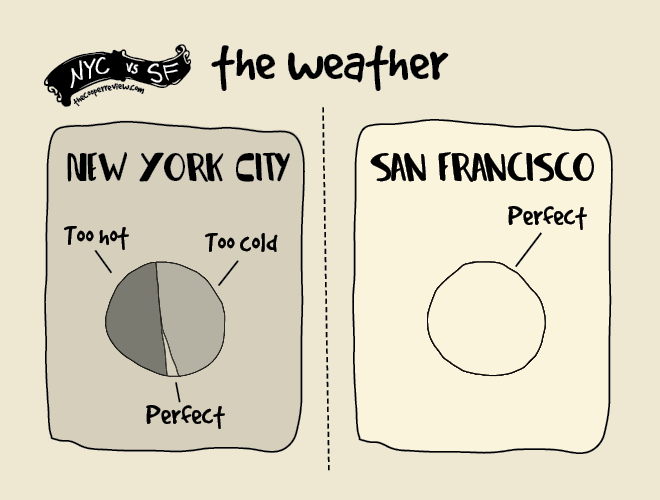 NYC vs SF
thecooperreview.com
the weather
NEW YORK CITY
Too hot
Too cold
Perfect
SAN FRANCISCO
Perfect